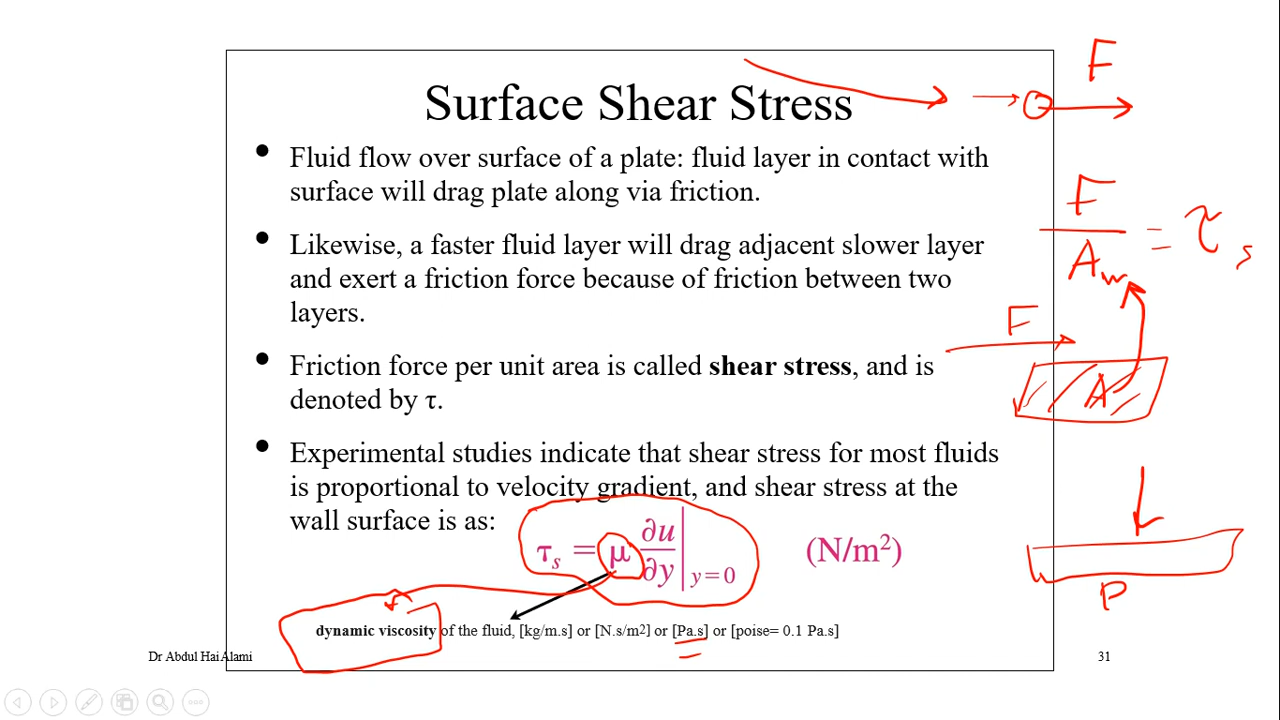 Surface Shear Stress
• Fluid flow over surface of a plate: fluid layer in contact with
surface will drag plate along via friction.
• Likewise, a faster fluid layer will drag adjacent slower layer
and exert a friction force because of friction between two
layers.
• Friction force per unit area is called shear stress, and is
denoted by τ.
• Experimental studies indicate that shear stress for most fluids
is proportional to velocity gradient, and shear stress at the
wall surface is as:
τₛ = μ ∂u/∂y |y=0 (N/m²)
dynamic viscosity of the fluid, [kg/m.s] or [N.s/m²] or [Pa.s] or [poise= 0.1 Pa.s]
Dr Abdul Hai Alami
31
F
F/Aw = τs
F
A
P